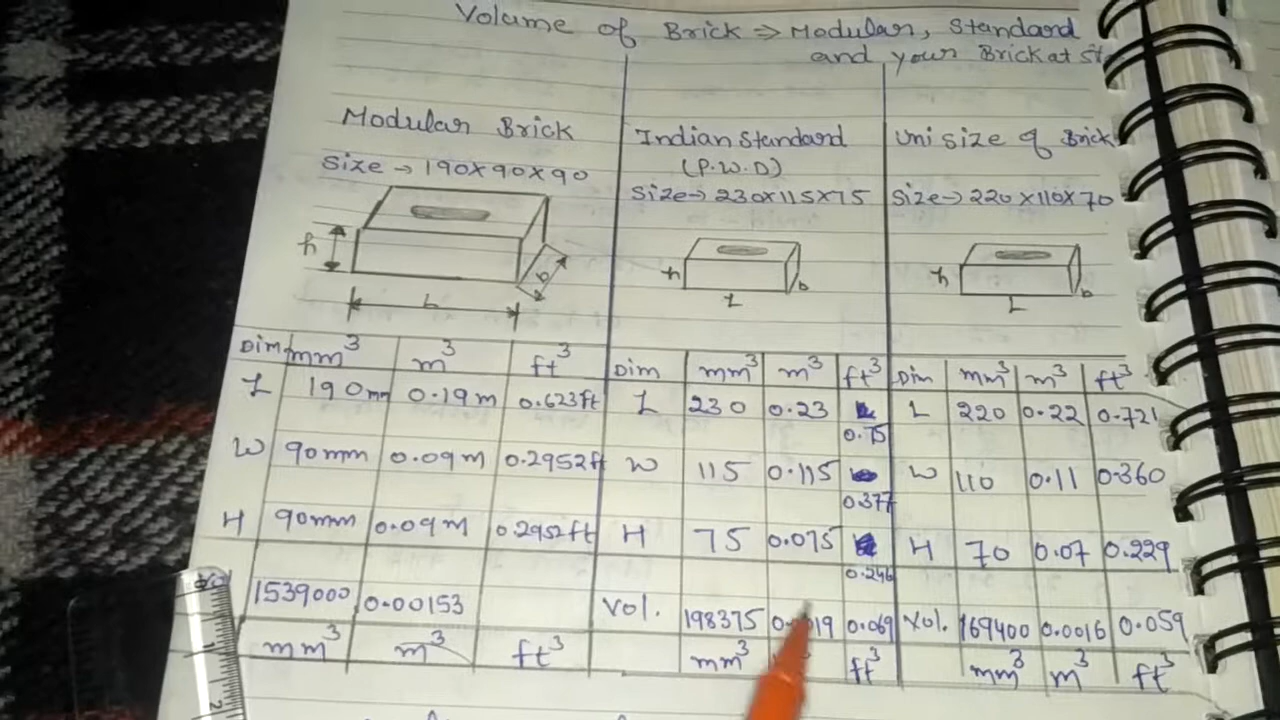 Volume of Brick ⇒ Modular, Standard
and your Brick at
Modular Brick
Size → 190×90×90
h
b
L
Dim mm³ m³ ft³
L 190mm 0.19m 0.623ft
W 90mm 0.09m 0.2952ft
H 90mm 0.09m 0.2952ft
1539000 0.00153
mm³ m³ ft³
Indian Standard
(P.W.D)
Size → 230×115×75
h
b
L
Dim mm³ m³ ft³
L 230 0.23
0.75
W 115 0.115
0.377
H 75 0.075
0.246
Vol. 198375 0.069
mm³ ft³
Uni size of Brick
Size → 220×110×70
h
b
L
Dim mm³ m³ ft³
L 220 0.22 0.721
W 110 0.11 0.360
H 70 0.07 0.229
Vol. 169400 0.0016 0.059
mm³ m³ ft³
2